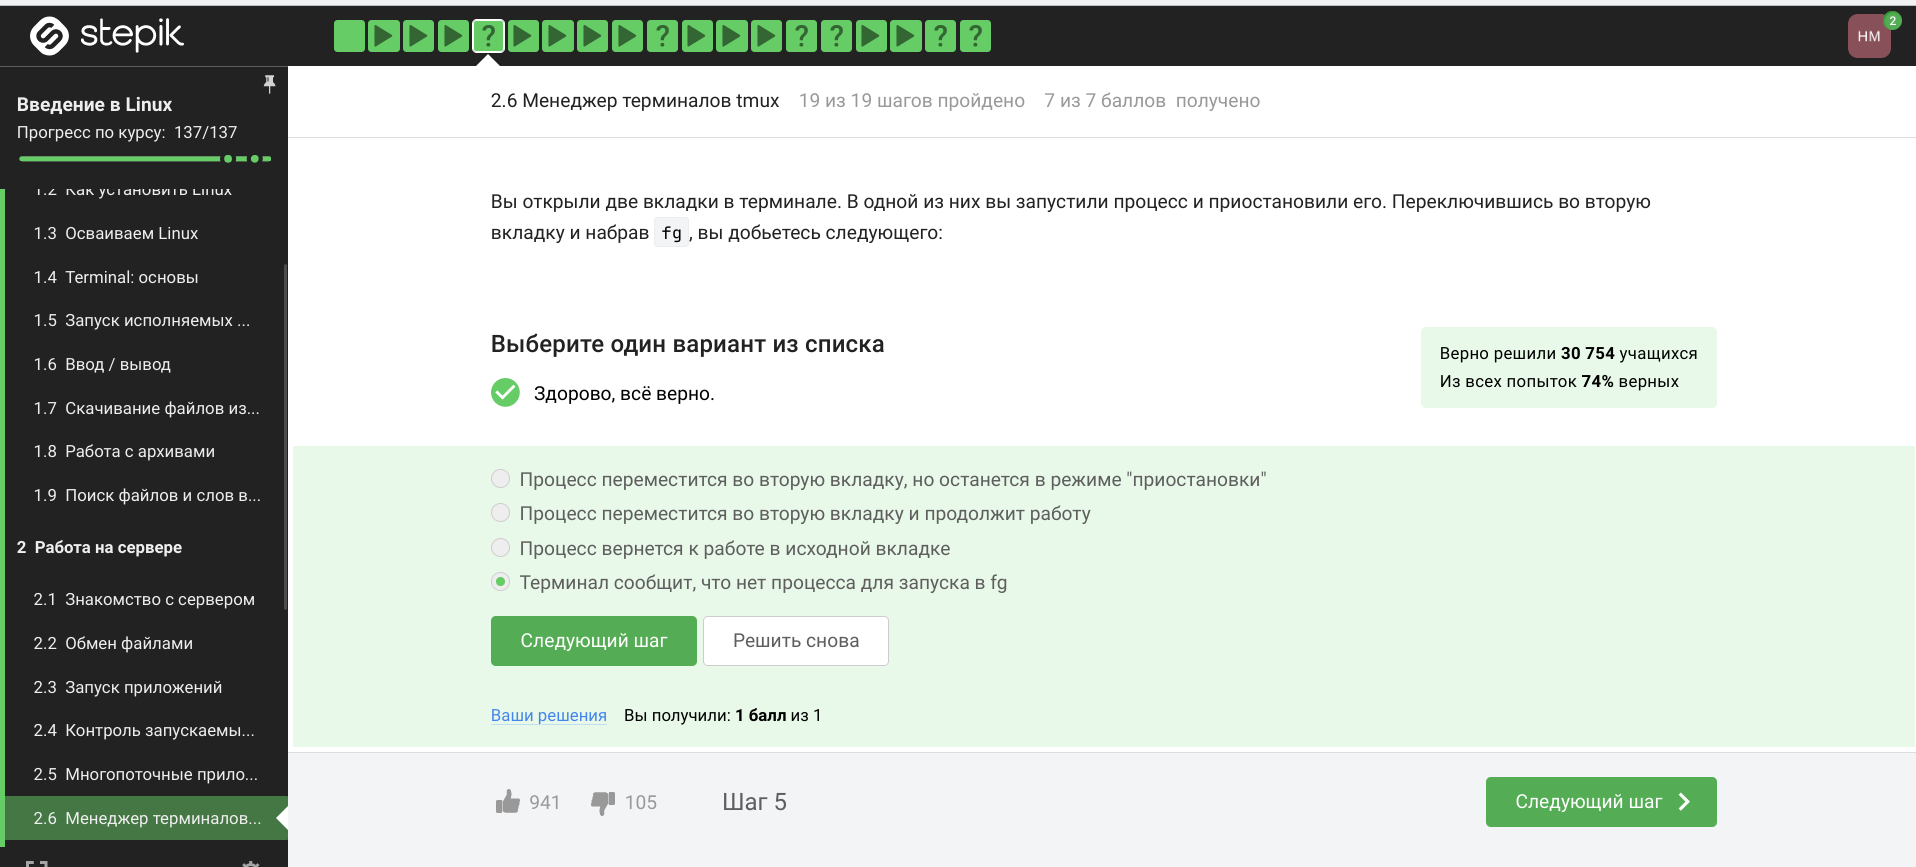 stepik
НМ
2
Введение в Linux
Прогресс по курсу: 137/137
1.2 Как установить Linux
1.3 Осваиваем Linux
1.4 Terminal: основы
1.5 Запуск исполняемых ...
1.6 Ввод / вывод
1.7 Скачивание файлов из...
1.8 Работа с архивами
1.9 Поиск файлов и слов в...
2 Работа на сервере
2.1 Знакомство с сервером
2.2 Обмен файлами
2.3 Запуск приложений
2.4 Контроль запускаемы...
2.5 Многопоточные прило...
2.6 Менеджер терминалов...
2.6 Менеджер терминалов tmux 19 из 19 шагов пройдено 7 из 7 баллов получено
Вы открыли две вкладки в терминале. В одной из них вы запустили процесс и приостановили его. Переключившись во вторую
вкладку и набрав fg, вы добьетесь следующего:
Выберите один вариант из списка
Здорово, всё верно.
Верно решили 30 754 учащихся
Из всех попыток 74% верных
Процесс переместится во вторую вкладку, но останется в режиме "приостановки"
Процесс переместится во вторую вкладку и продолжит работу
Процесс вернется к работе в исходной вкладке
Терминал сообщит, что нет процесса для запуска в fg
Следующий шаг Решить снова
Ваши решения Вы получили: 1 балл из 1
941 105 Шаг 5 Следующий шаг